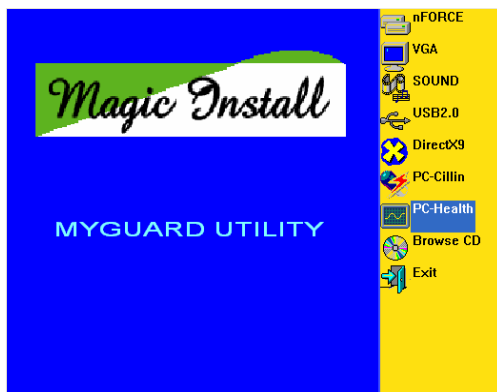 Magic Install
MYGUARD UTILITY
nFORCE
VGA
SOUND
USB2.0
DirectX9
PC-Cillin
PC-Health
Browse CD
Exit